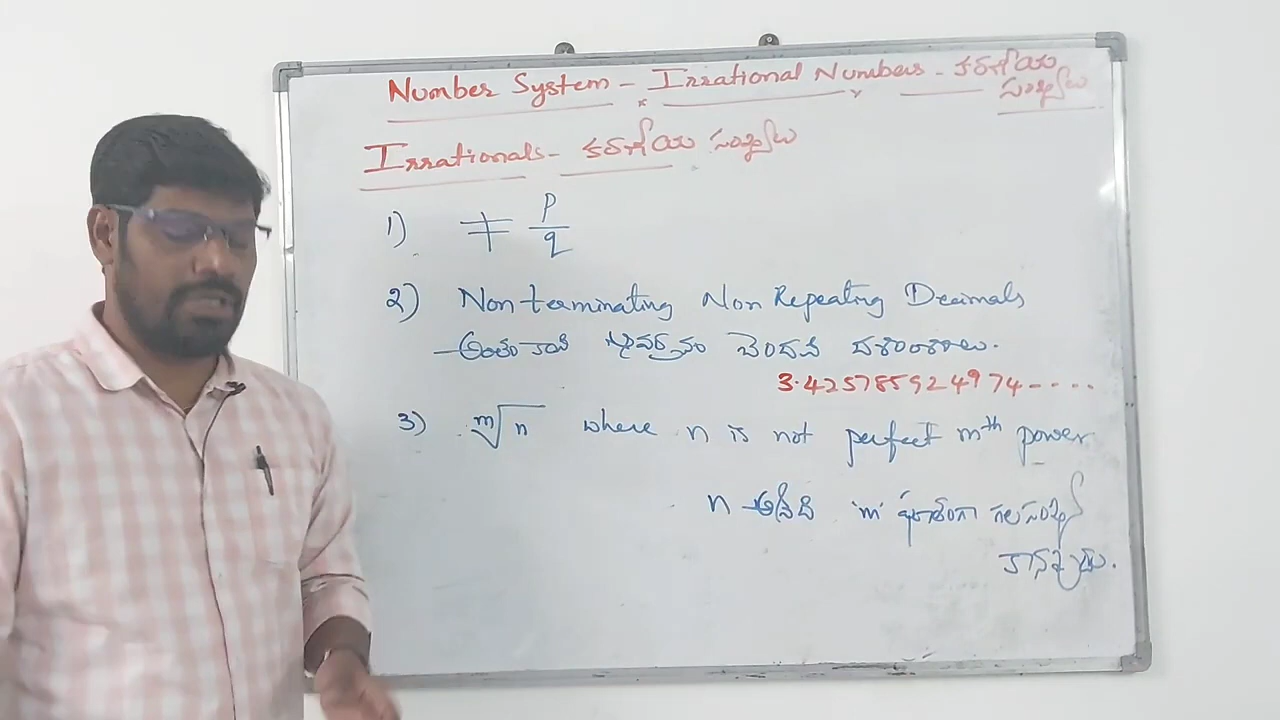 Number System - Irrational Numbers - కరణీయ
సంఖ్యలు
Irrationals - కరణీయ సంఖ్యలు
1) ≠ p/q
2) Non terminating Non Repeating Decimals
అంతం కాని ఆవర్తనం చెందని దశాంశాలు.
3.425785924974-----
3) ᵐ√n where n is not perfect mᵗʰ power
n అనేది 'm' ఘాతంగా గల సంఖ్య
కానప్పుడు.